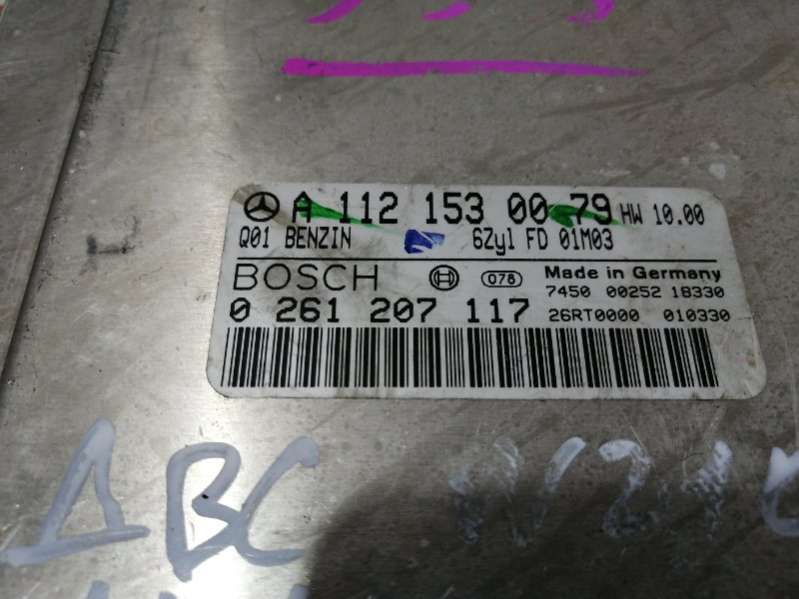 A 112 153 00 79 HW 10.00
Q01 BENZIN 6Zyl FD 01M03
BOSCH 076 Made in Germany
7450 00252 18330
0 261 207 117 26RT0000 010330
ABC